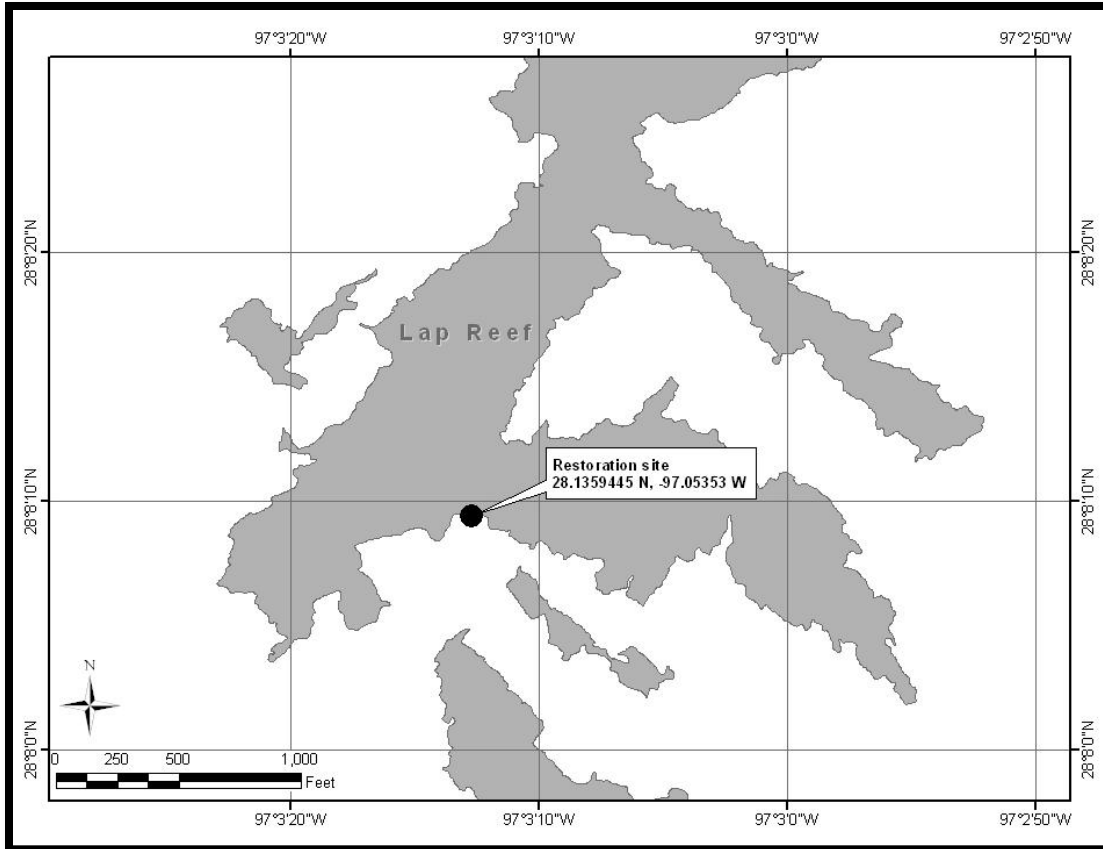 97°3'20"W 97°3'10"W 97°3'0"W 97°2'50"W
28°8'20"N 28°8'20"N
Lap Reef
Restoration site
28.1359445 N, -97.05353 W
28°8'10"N 28°8'10"N
N
28°8'0"N 28°8'0"N
0 250 500 1,000
Feet
97°3'20"W 97°3'10"W 97°3'0"W 97°2'50"W